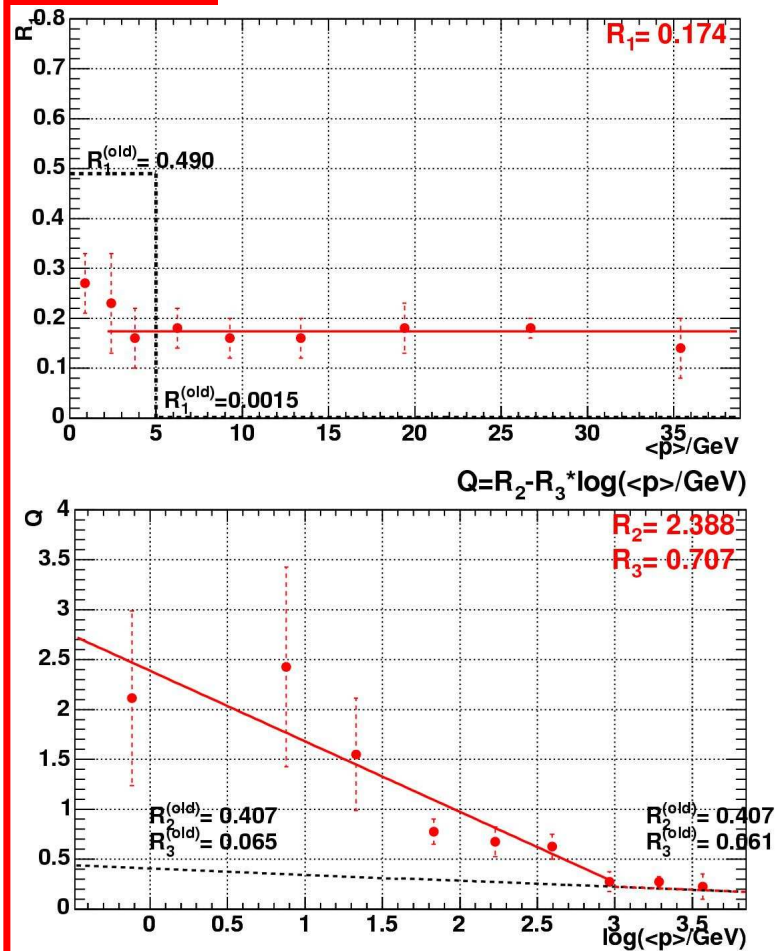 R₁
0.8
R₁= 0.174
0.7
0.6
0.5
R₁⁽ᵒˡᵈ⁾= 0.490
0.4
0.3
0.2
0.1
R₁⁽ᵒˡᵈ⁾=0.0015
0
0 5 10 15 20 25 30 35
<p>/GeV
Q=R₂-R₃*log(<p>/GeV)
Q
4
R₂= 2.388
3.5
R₃= 0.707
3
2.5
2
1.5
1
R₂⁽ᵒˡᵈ⁾= 0.407 R₂⁽ᵒˡᵈ⁾= 0.407
R₃⁽ᵒˡᵈ⁾= 0.065 R₃⁽ᵒˡᵈ⁾= 0.061
0.5
0
0 0.5 1 1.5 2 2.5 3 3.5
log(<p>/GeV)